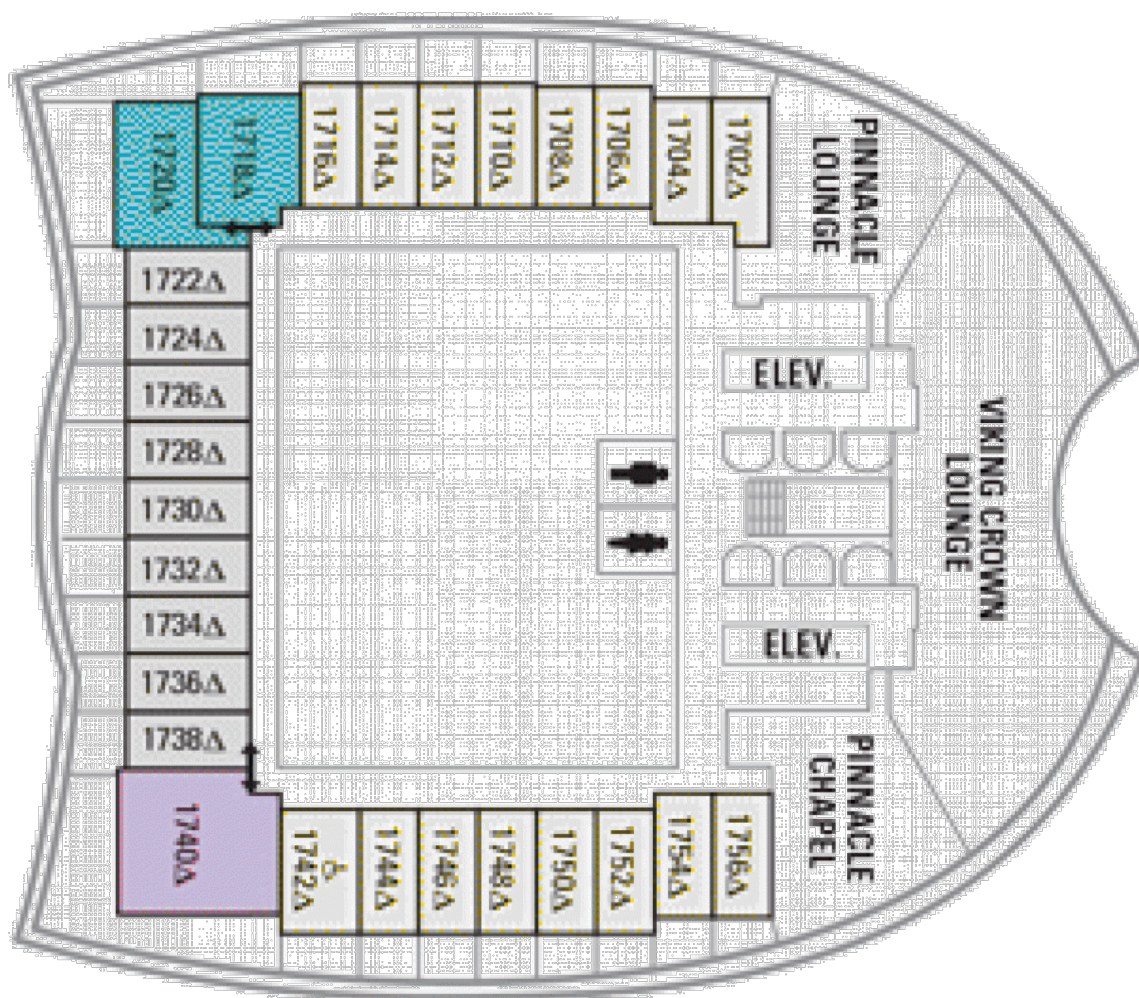 1720Δ
1718Δ
1716Δ
1714Δ
1712Δ
1710Δ
1708Δ
1706Δ
1704Δ
1702Δ
PINNACLE
LOUNGE
1722Δ
1724Δ
1726Δ
1728Δ
1730Δ
1732Δ
1734Δ
1736Δ
1738Δ
ELEV.
VIKING CROWN
LOUNGE
ELEV.
PINNACLE
CHAPEL
1740Δ
1742Δ
1744Δ
1746Δ
1748Δ
1750Δ
1752Δ
1754Δ
1756Δ